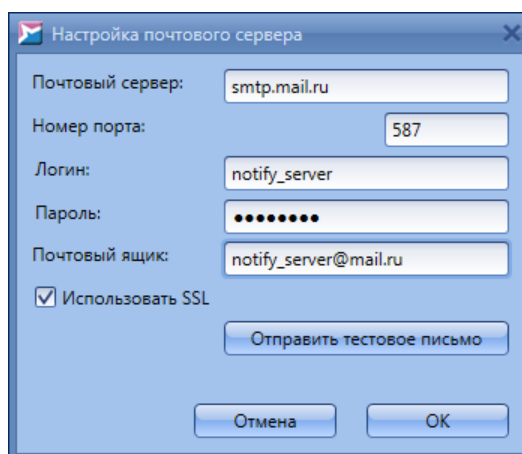 Настройка почтового сервера
Почтовый сервер: smtp.mail.ru
Номер порта: 587
Логин: notify_server
Пароль: ●●●●●●●●
Почтовый ящик: notify_server@mail.ru
Использовать SSL
Отправить тестовое письмо
Отмена OK